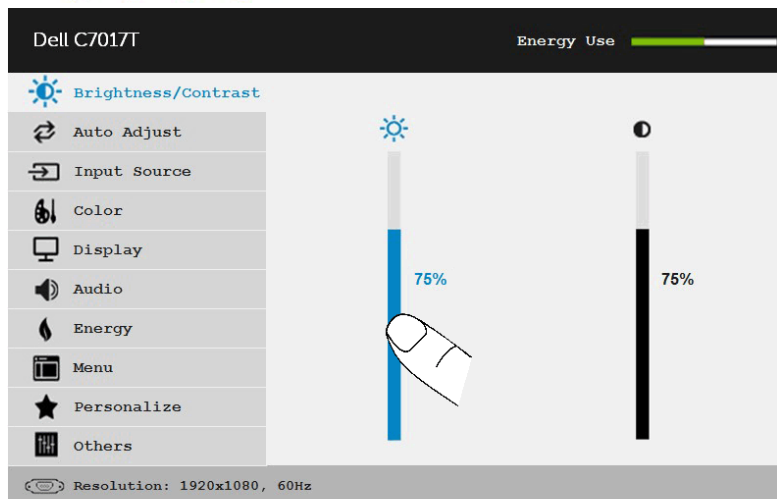 Dell C7017T
Energy Use
Brightness/Contrast
Auto Adjust
Input Source
Color
Display
Audio
Energy
Menu
Personalize
Others
75%
75%
Resolution: 1920x1080, 60Hz